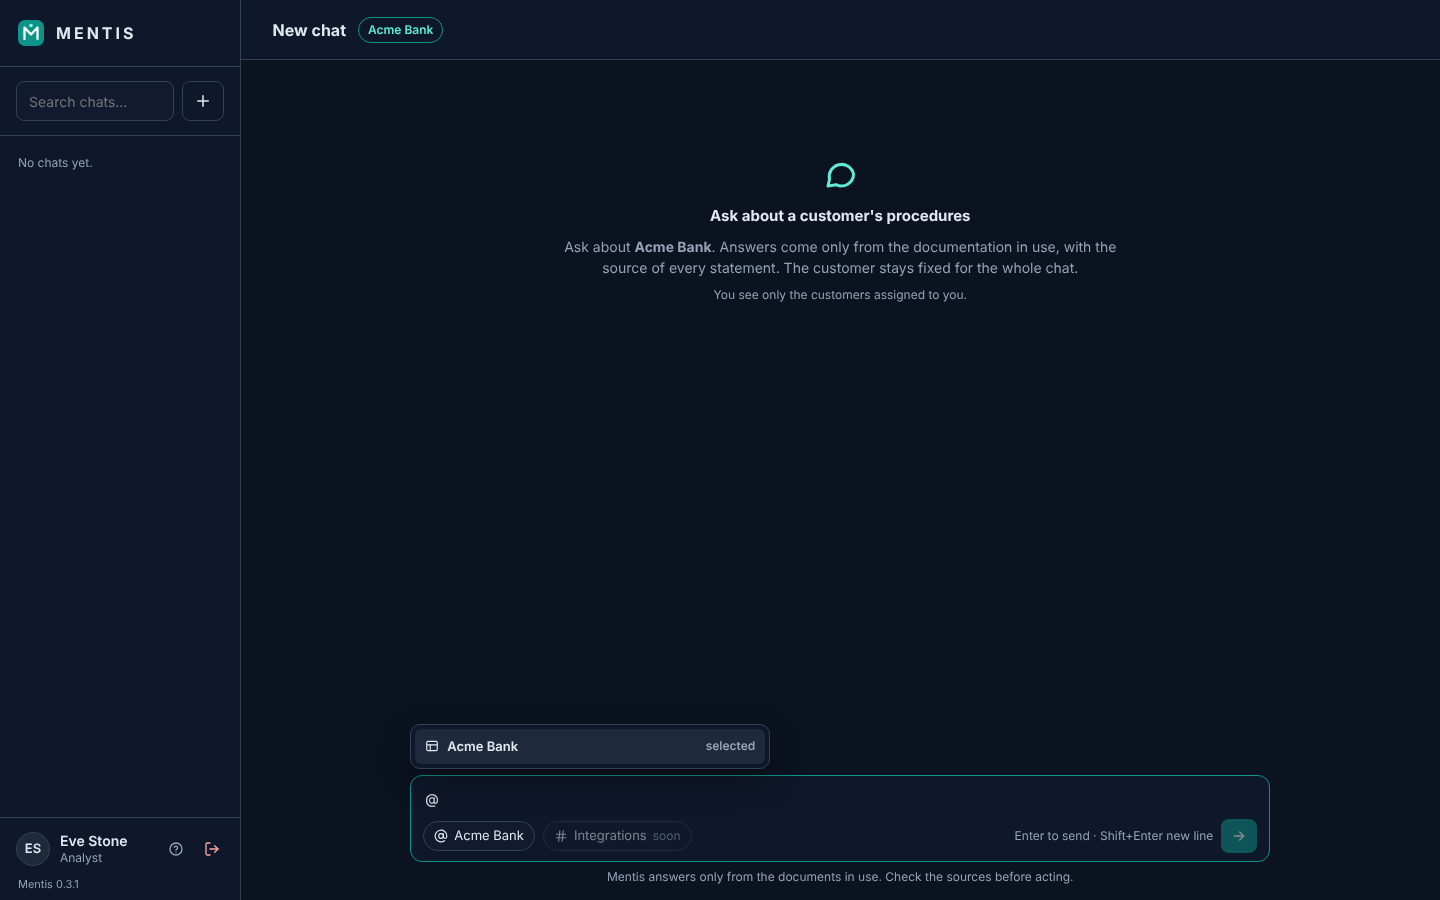 MENTIS
New chat
Acme Bank
Search chats...
No chats yet.
Ask about a customer's procedures
Ask about Acme Bank. Answers come only from the documentation in use, with the
source of every statement. The customer stays fixed for the whole chat.
You see only the customers assigned to you.
Acme Bank selected
@
@ Acme Bank
# Integrations soon
Enter to send · Shift+Enter new line
Mentis answers only from the documents in use. Check the sources before acting.
ES
Eve Stone
Analyst
Mentis 0.3.1